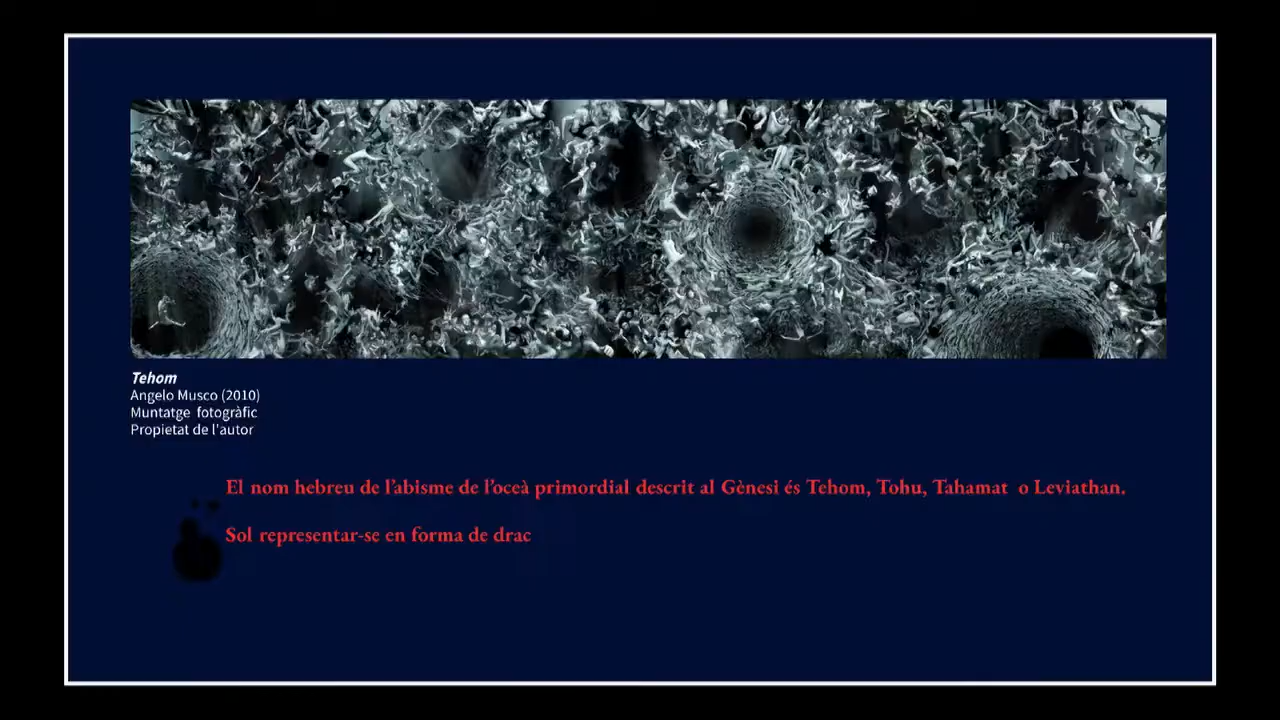 Tehom
Angelo Musco (2010)
Muntatge fotogràfic
Propietat de l'autor
El nom hebreu de l'abisme de l'oceà primordial descrit al Gènesi és Tehom, Tohu, Tahamat o Leviathan.
Sol representar-se en forma de drac